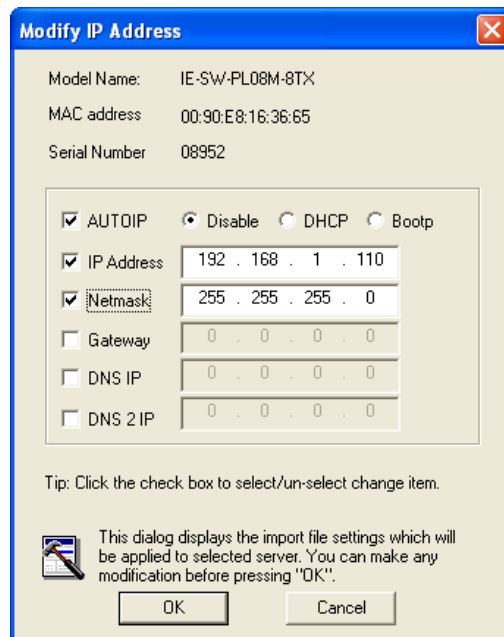 Modify IP Address
Model Name: IE-SW-PL08M-8TX
MAC address 00:90:E8:16:36:65
Serial Number 08952
AUTOIP Disable DHCP Bootp
IP Address 192 . 168 . 1 . 110
Netmask 255 . 255 . 255 . 0
Gateway 0 . 0 . 0 . 0
DNS IP 0 . 0 . 0 . 0
DNS 2 IP 0 . 0 . 0 . 0
Tip: Click the check box to select/un-select change item.
This dialog displays the import file settings which will
be applied to selected server. You can make any
modification before pressing "OK".
OK Cancel